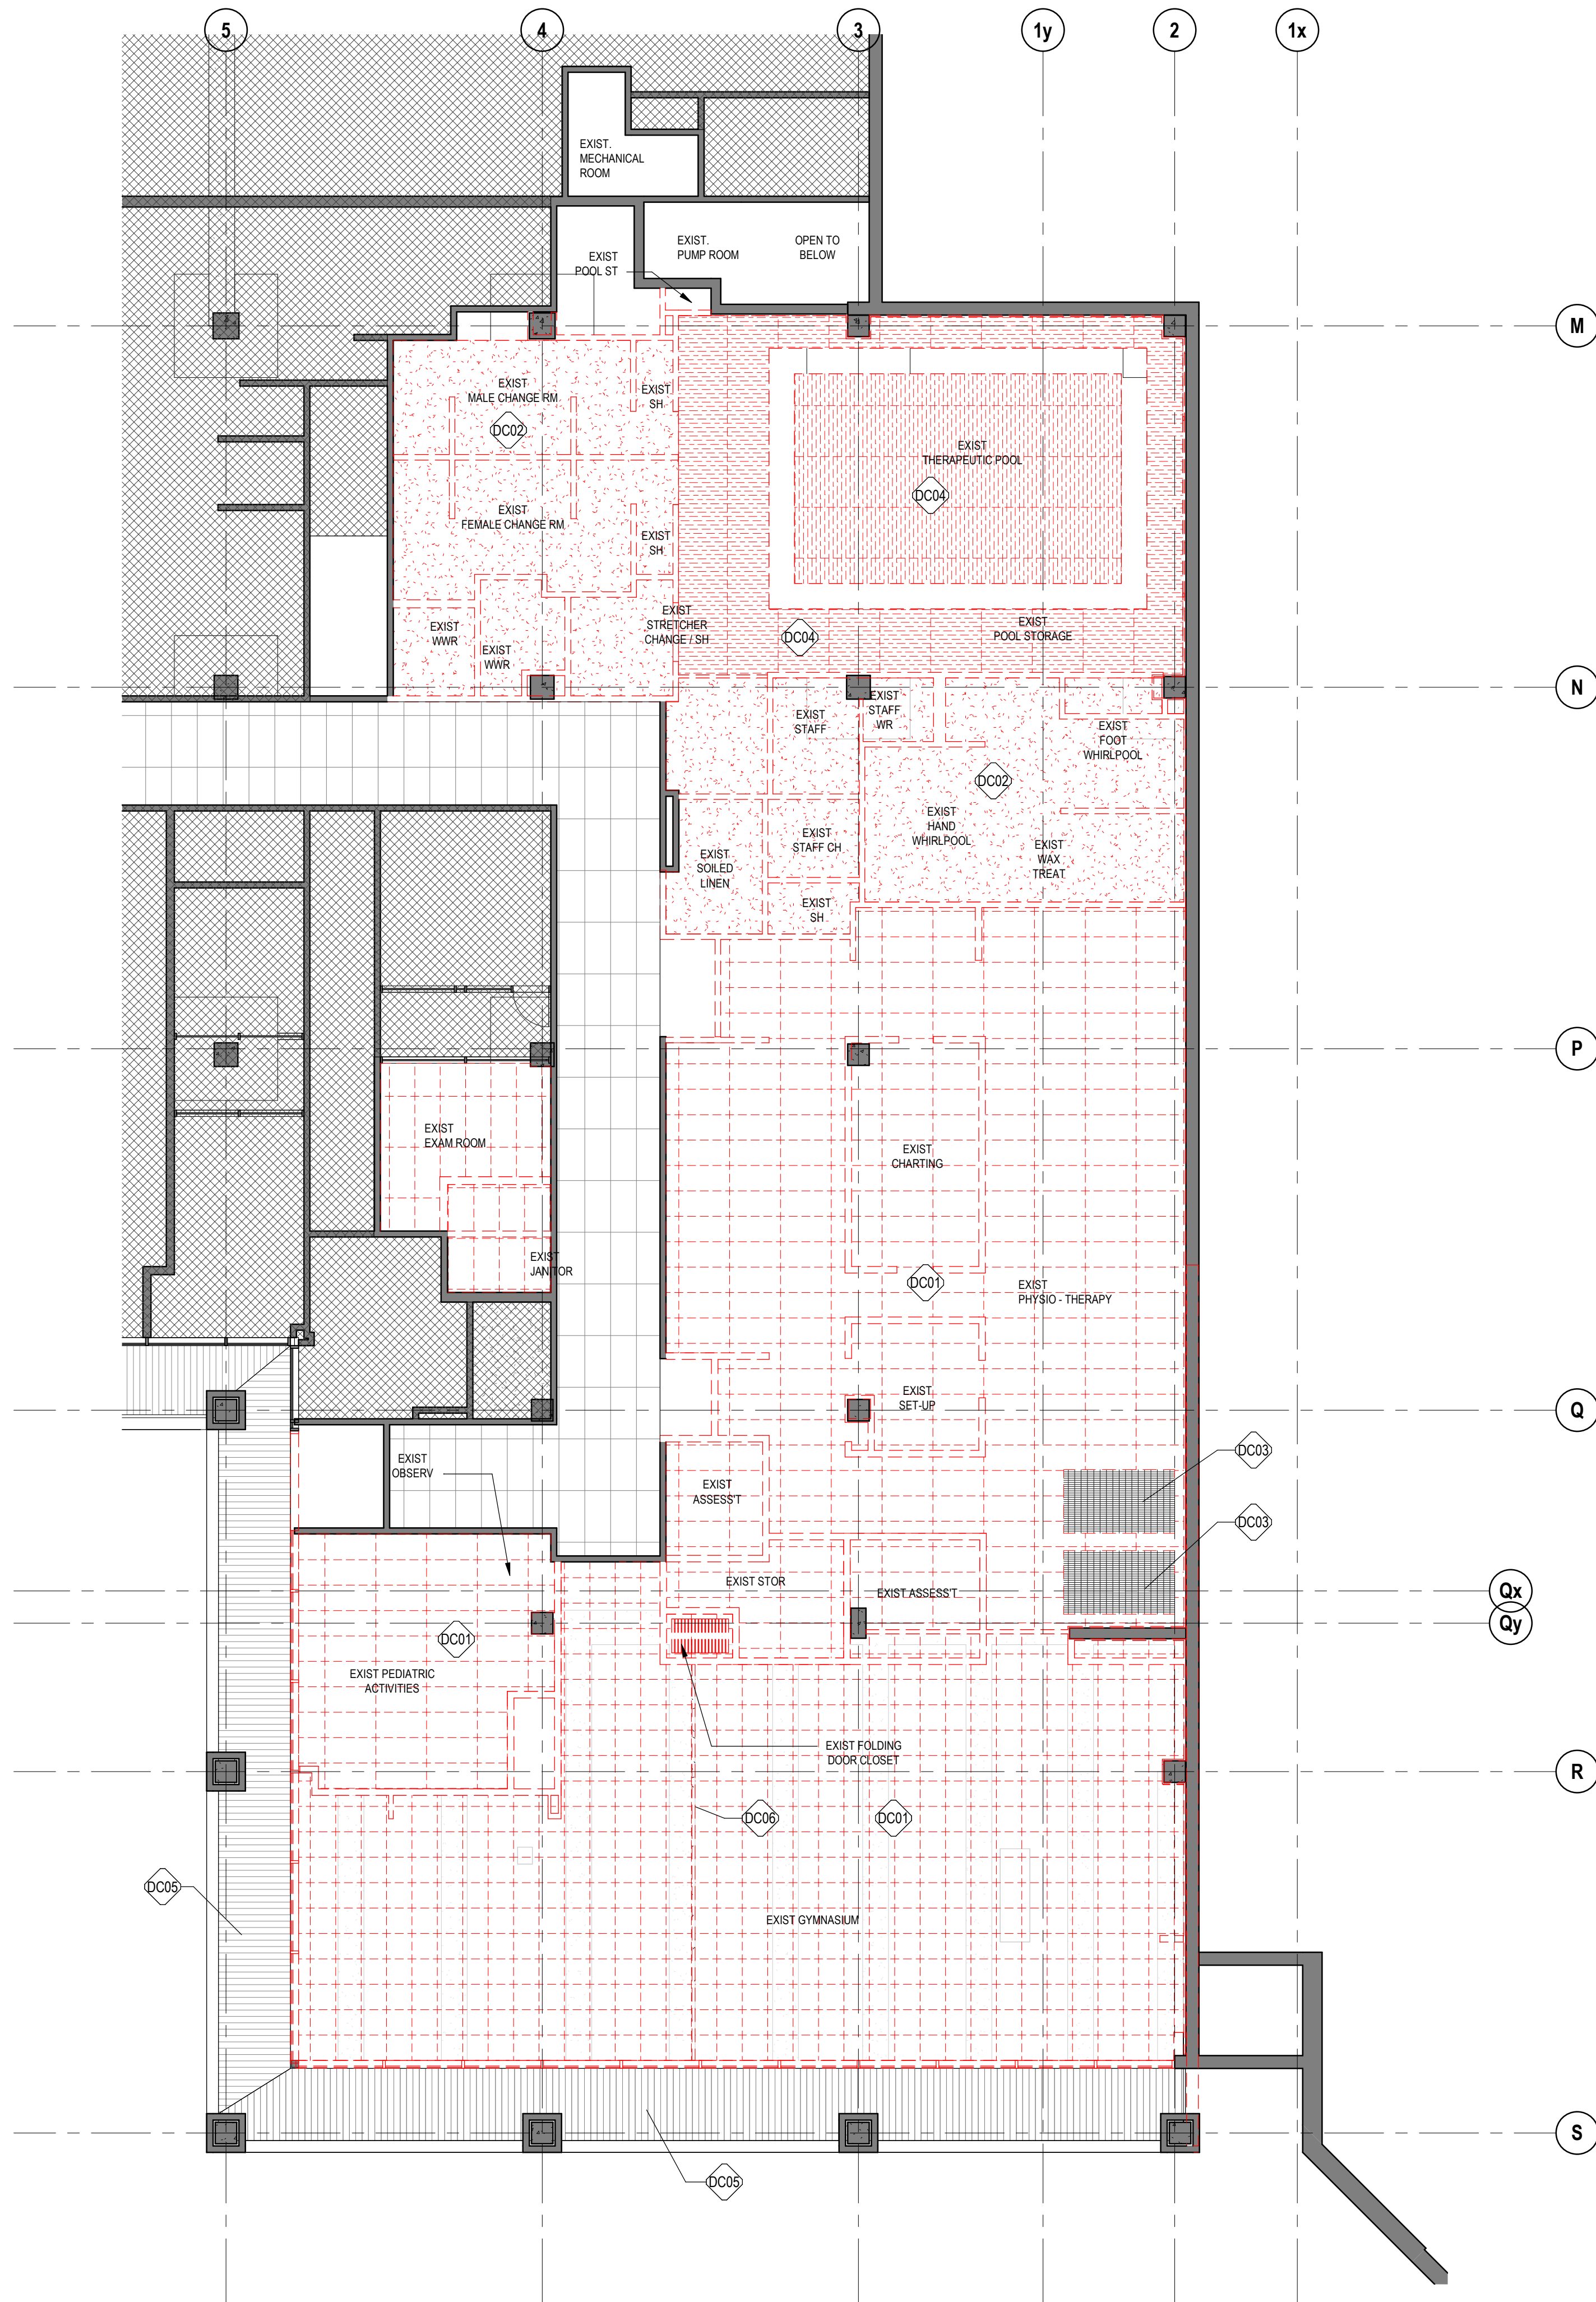 5
4
3
1y
2
1x
EXIST.
MECHANICAL
ROOM
EXIST
POOL ST
EXIST.
PUMP ROOM
OPEN TO
BELOW
M
EXIST
MALE CHANGE RM
DC02
EXIST
SH
EXIST
THERAPEUTIC POOL
DC04
EXIST
FEMALE CHANGE RM
EXIST
SH
EXIST
WWR
EXIST
WWR
EXIST
STRETCHER
CHANGE / SH
DC04
EXIST
POOL STORAGE
N
EXIST
STAFF
EXIST
STAFF
WR
EXIST
FOOT
WHIRLPOOL
DC02
EXIST
HAND
WHIRLPOOL
EXIST
STAFF CH
EXIST
SOILED
LINEN
EXIST
WAX
TREAT
EXIST
SH
P
EXIST
EXAM ROOM
EXIST
CHARTING
EXIST
JANITOR
DC01
EXIST
PHYSIO - THERAPY
EXIST
SET-UP
Q
EXIST
OBSERV
EXIST
ASSESS'T
DC03
DC03
EXIST STOR
EXIST ASSESS'T
Qx
Qy
DC01
EXIST PEDIATRIC
ACTIVITIES
EXIST FOLDING
DOOR CLOSET
R
DC06
DC01
DC05
EXIST GYMNASIUM
S
DC05